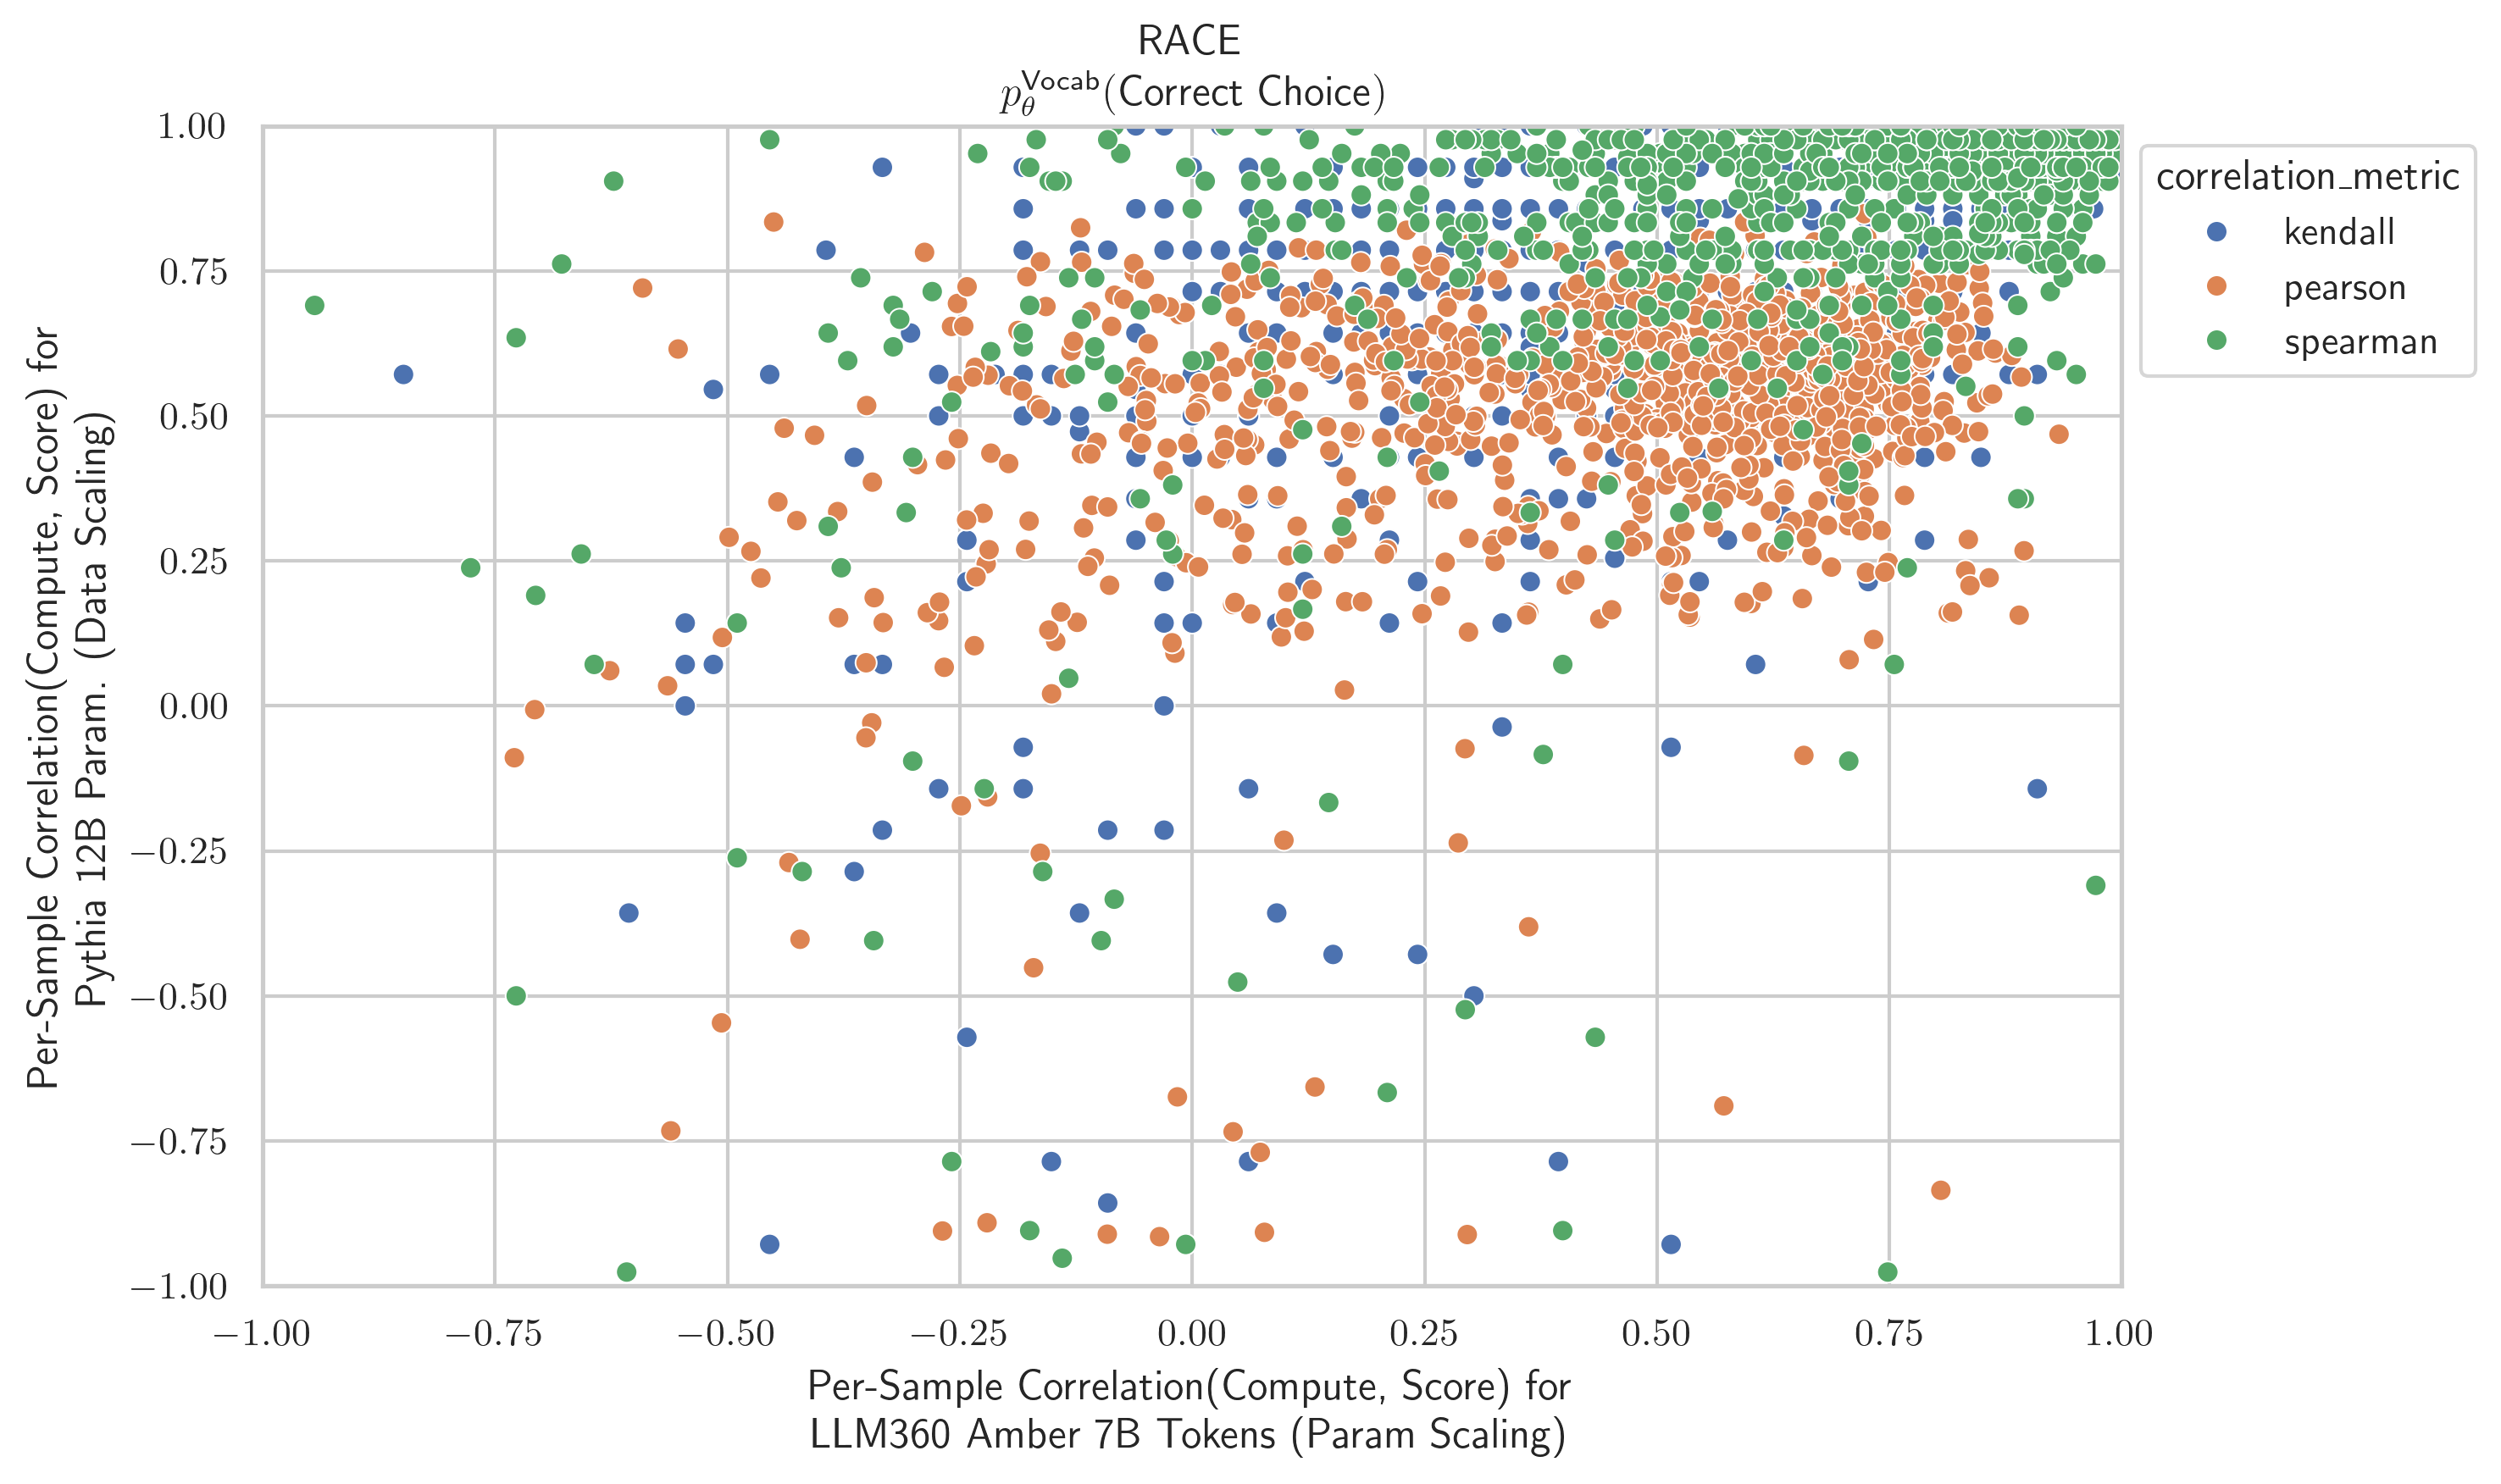 RACE
p_θ^Vocab(Correct Choice)
Per-Sample Correlation(Compute, Score) for
Pythia 12B Param. (Data Scaling)
1.00
0.75
0.50
0.25
0.00
−0.25
−0.50
−0.75
−1.00
−1.00 −0.75 −0.50 −0.25 0.00 0.25 0.50 0.75 1.00
Per-Sample Correlation(Compute, Score) for
LLM360 Amber 7B Tokens (Param Scaling)
correlation_metric
kendall
pearson
spearman